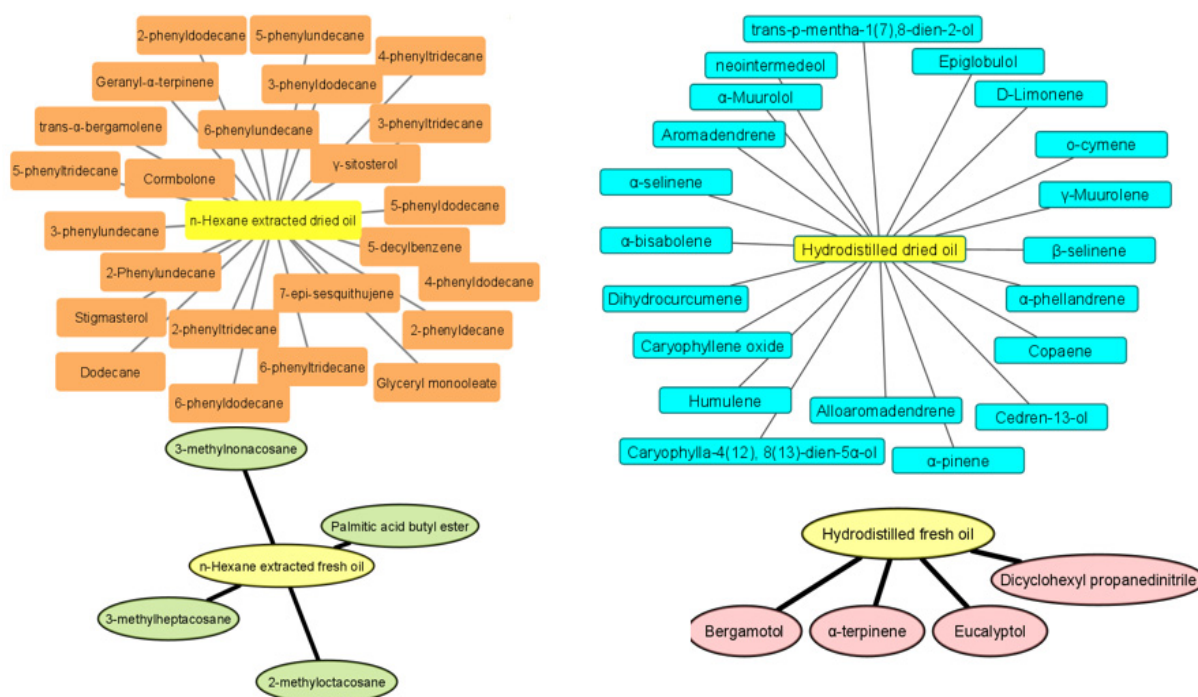 2-phenyldodecane
5-phenylundecane
4-phenyltridecane
Geranyl-α-terpinene
3-phenyldodecane
trans-α-bergamolene
6-phenylundecane
3-phenyltridecane
5-phenyltridecane
Cormbolone
γ-sitosterol
n-Hexane extracted dried oil
5-phenyldodecane
3-phenylundecane
5-decylbenzene
2-Phenylundecane
4-phenyldodecane
7-epi-sesquithujene
Stigmasterol
2-phenyltridecane
2-phenyldecane
Dodecane
6-phenyltridecane
Glyceryl monooleate
6-phenyldodecane
trans-p-mentha-1(7),8-dien-2-ol
neointermedeol
Epiglobulol
α-Muurolol
D-Limonene
Aromadendrene
o-cymene
α-selinene
γ-Muurolene
α-bisabolene
Hydrodistilled dried oil
β-selinene
Dihydrocurcumene
α-phellandrene
Caryophyllene oxide
Copaene
Humulene
Alloaromadendrene
Cedren-13-ol
Caryophylla-4(12), 8(13)-dien-5α-ol
α-pinene
3-methylnonacosane
Palmitic acid butyl ester
n-Hexane extracted fresh oil
3-methylheptacosane
2-methyloctacosane
Hydrodistilled fresh oil
Dicyclohexyl propanedinitrile
Bergamotol
α-terpinene
Eucalyptol